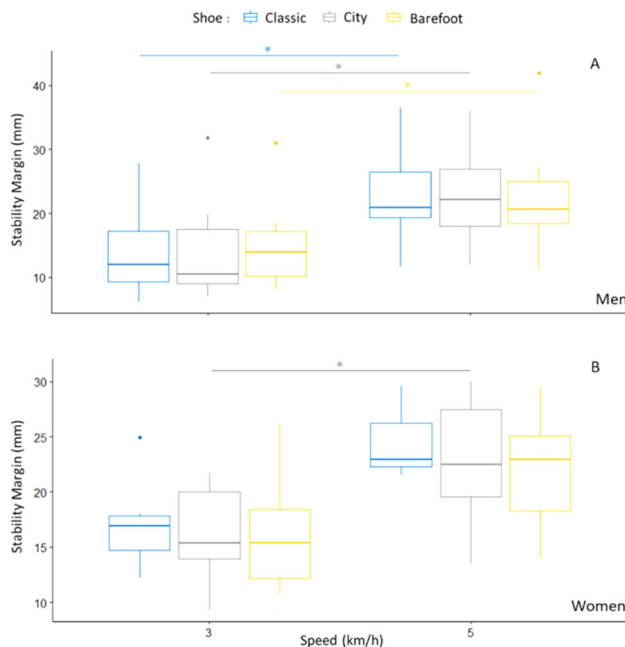 Shoe : Classic City Barefoot
*
A
*
*
40
30
20
10
Stability Margin (mm)
Men
*
B
30
25
20
15
10
Stability Margin (mm)
Women
3 5
Speed (km/h)